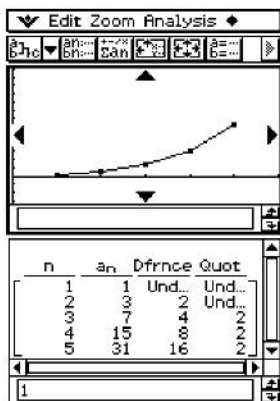 Edit Zoom Analysis
n an Dfrnce Quot
1 1 Und... Und...
2 3 2 Und...
3 7 4 2
4 15 8 2
5 31 16 2
1